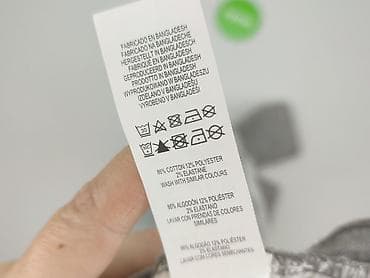 FABRICADO EN BANGLADESH
FABRICADO NA BANGLADECHE
HERGESTELLT IN BANGLADESCH
FABRIQUÉ EN BANGLADESH
GEPRODUCEERD IN BANGLADESH
PRODOTTO IN BANGLADESH
WYPRODUKOWANO W BANGLADESZU
IZDELANO V BANGLADEŠU
VYROBENO V BANGLADÉŠI
86% COTTON 12% POLYESTER
2% ELASTANE
WASH WITH SIMILAR COLOURS
86% ALGODÓN 12% POLIÉSTER
2% ELASTANO
LAVAR CON PRENDAS DE COLORES
SIMILARES
86% ALGODÃO 12% POLIÉSTER
2% ELASTANO
LAVAR COM CORES SEMELHANTES